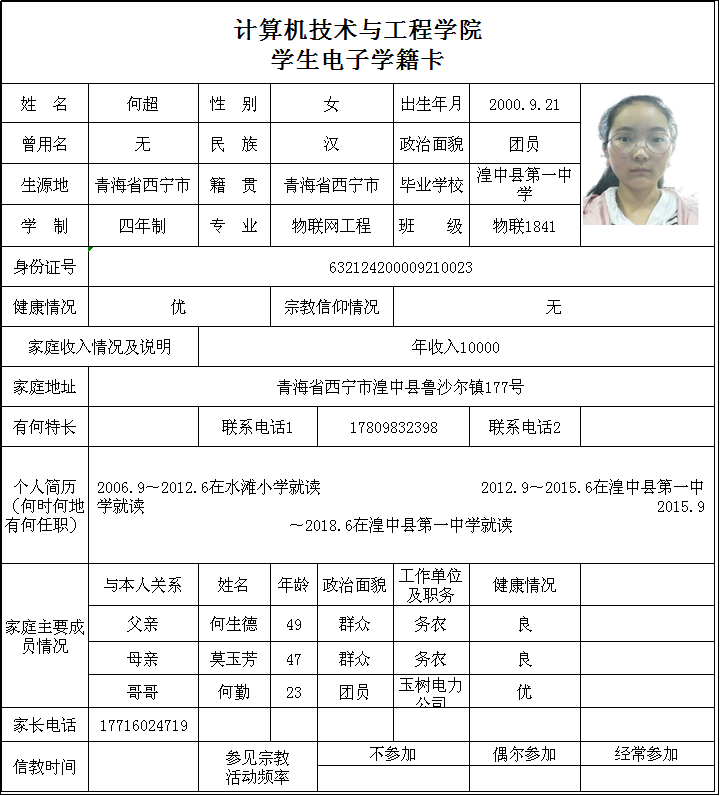 计算机技术与工程学院
学生电子学籍卡
姓 名 何超 性 别 女 出生年月 2000.9.21
曾用名 无 民 族 汉 政治面貌 团员
生源地 青海省西宁市 籍 贯 青海省西宁市 毕业学校 湟中县第一中
学
学 制 四年制 专 业 物联网工程 班 级 物联1841
身份证号 632124200009210023
健康情况 优 宗教信仰情况 无
家庭收入情况及说明 年收入10000
家庭地址 青海省西宁市湟中县鲁沙尔镇177号
有何特长 联系电话1 17809832398 联系电话2
个人简历
（何时何地
有何任职）
2006.9～2012.6在水滩小学就读 2012.9～2015.6在湟中县第一中
学就读 2015.9
～2018.6在湟中县第一中学就读
家庭主要成
员情况
与本人关系 姓名 年龄 政治面貌 工作单位
及职务 健康情况
父亲 何生德 49 群众 务农 良
母亲 莫玉芳 47 群众 务农 良
哥哥 何勤 23 团员 玉树电力
公司 优
家长电话 17716024719
信教时间 参见宗教
活动频率 不参加 偶尔参加 经常参加